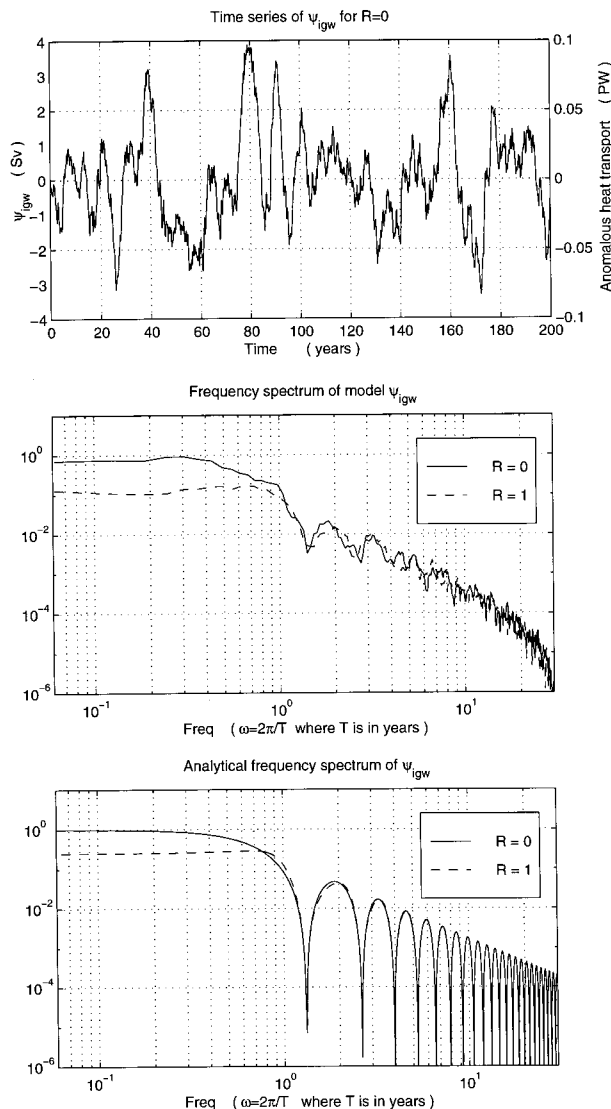 Time series of ψigw for R=0
4
3
2
1
0
−1
−2
−3
−4
ψigw ( Sv )
0.1
0.05
0
−0.05
−0.1
Anomalous heat transport ( PW )
0 20 40 60 80 100 120 140 160 180 200
Time ( years )
Frequency spectrum of model ψigw
10^0
10^−2
10^−4
10^−6
R = 0
R = 1
10^−1 10^0 10^1
Freq ( ω=2π/T where T is in years )
Analytical frequency spectrum of ψigw
10^0
10^−2
10^−4
10^−6
R = 0
R = 1
10^−1 10^0 10^1
Freq ( ω=2π/T where T is in years )